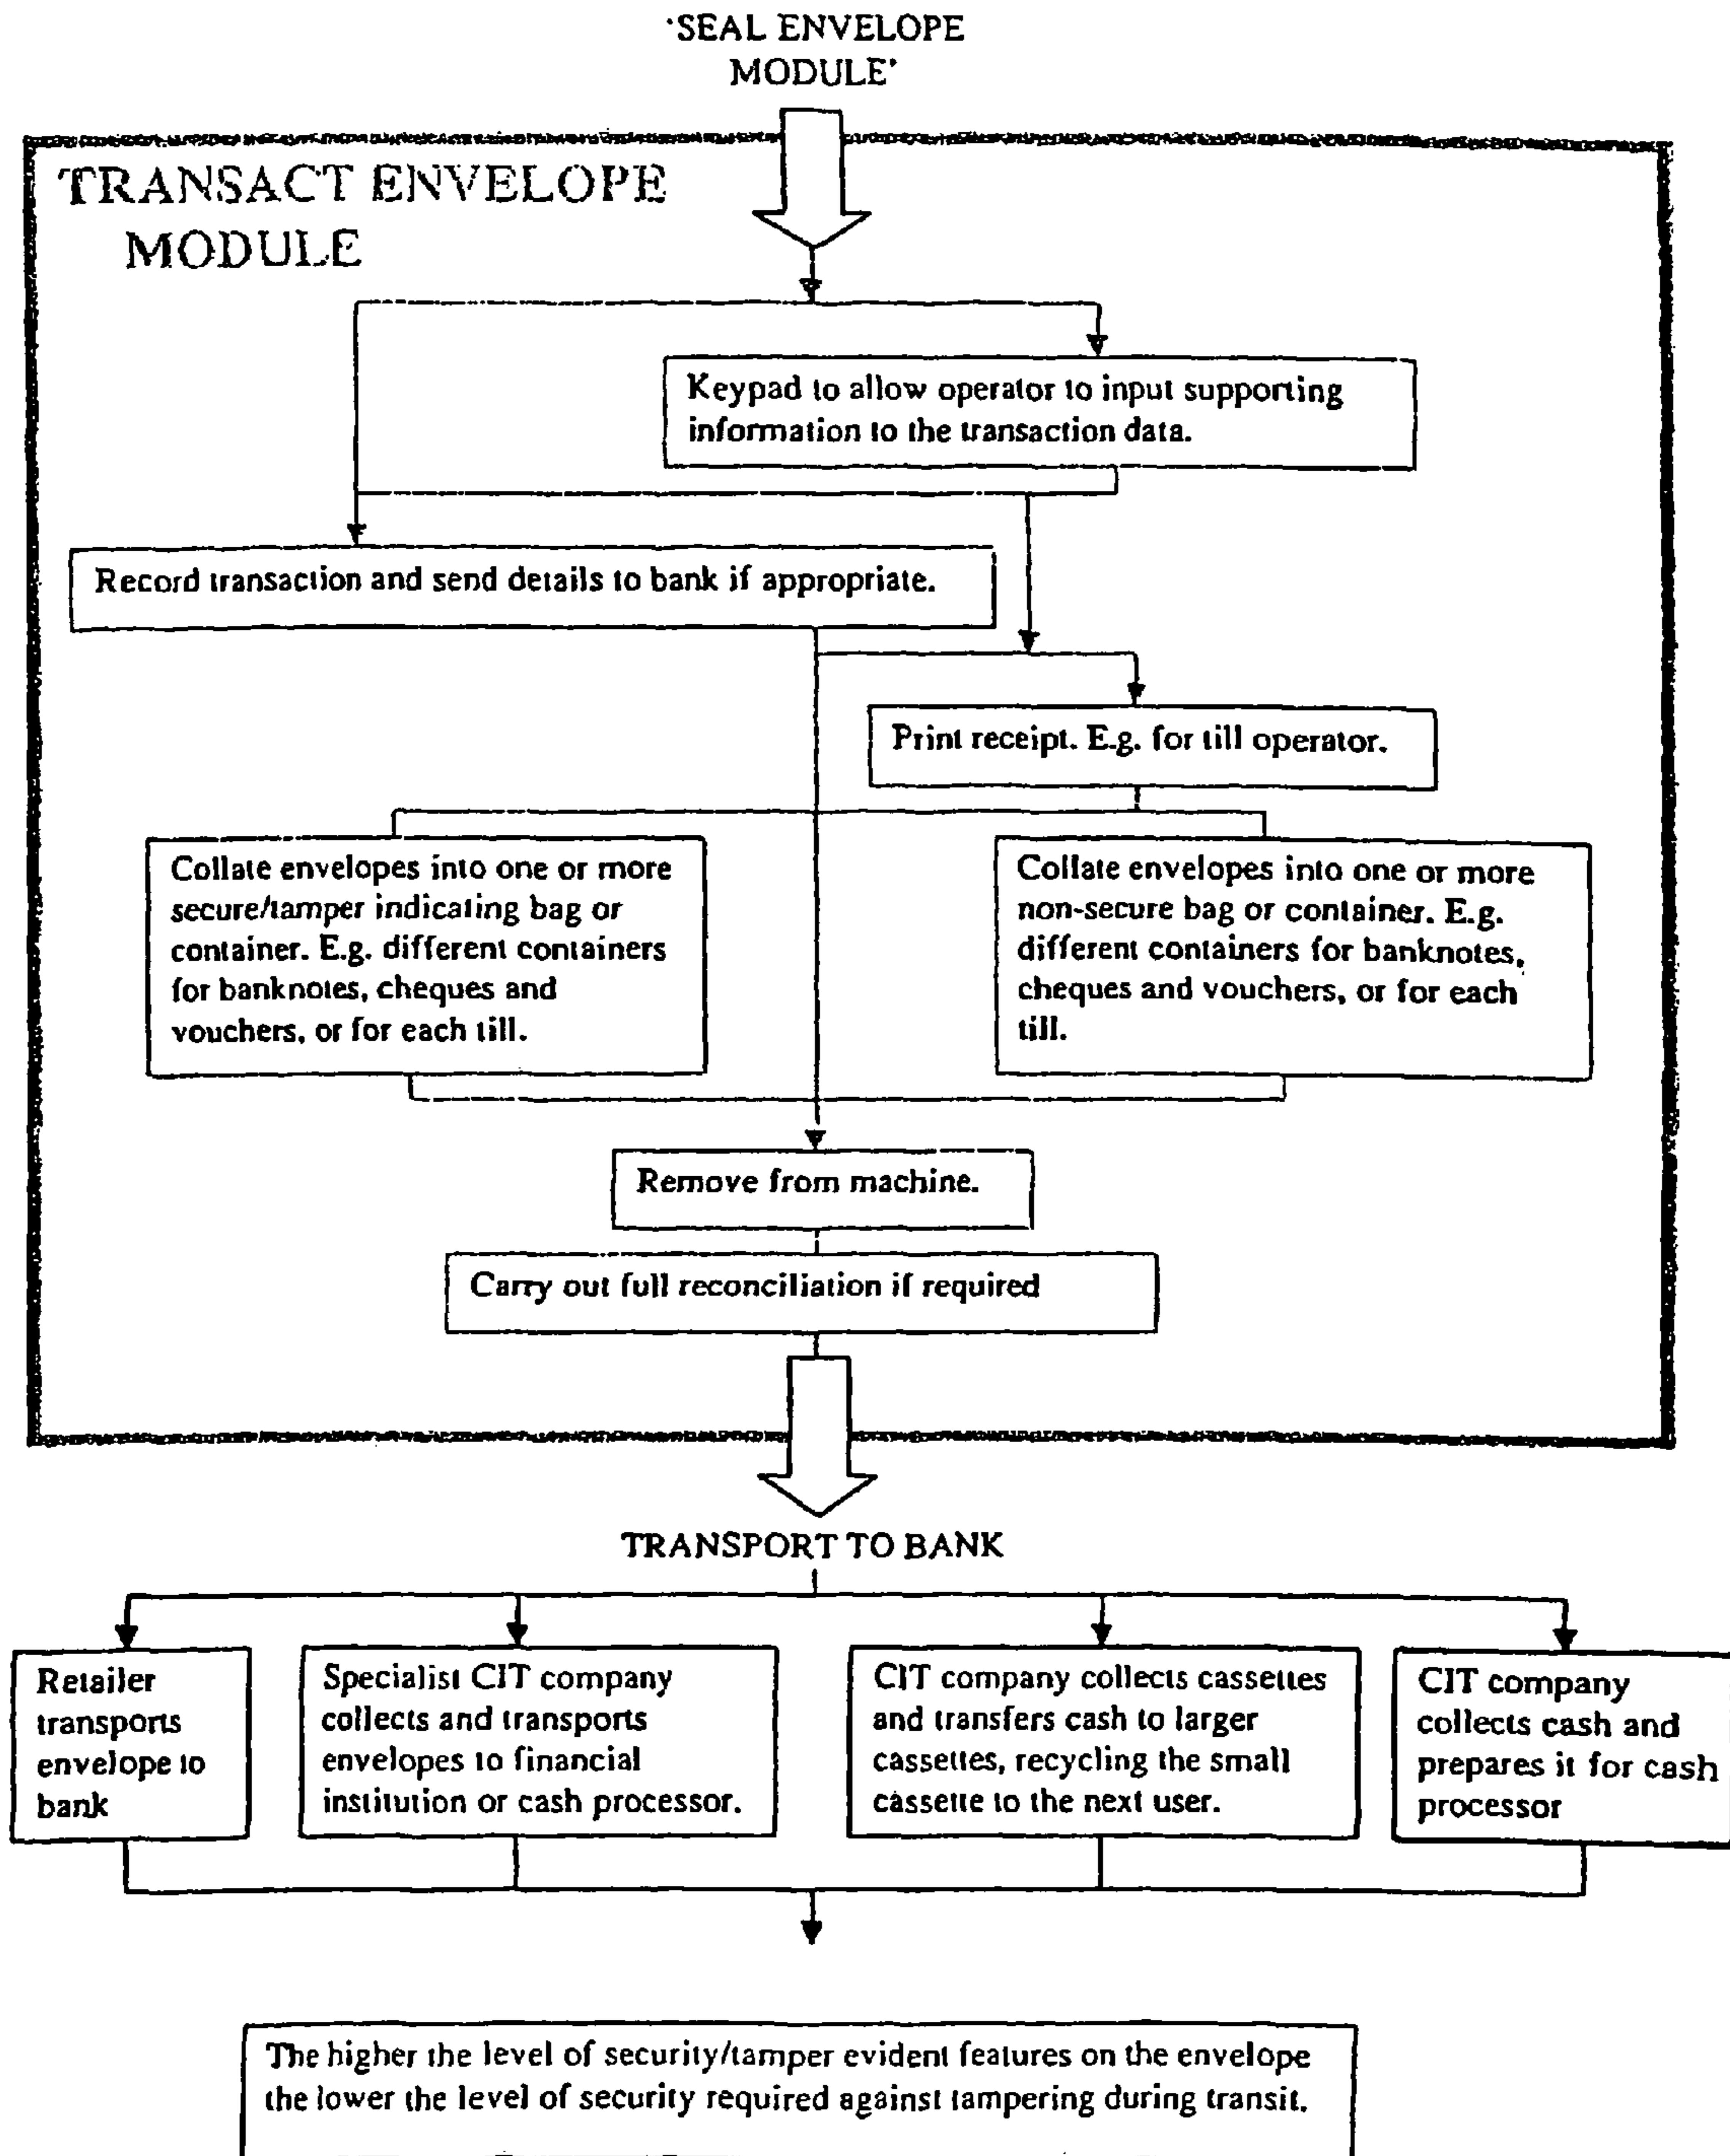 'SEAL ENVELOPE
MODULE'
TRANSACT ENVELOPE
MODULE
Keypad to allow operator to input supporting
information to the transaction data.
Record transaction and send details to bank if appropriate.
Print receipt. E.g. for till operator.
Collate envelopes into one or more
secure/tamper indicating bag or
container. E.g. different containers
for banknotes, cheques and
vouchers, or for each till.
Collate envelopes into one or more
non-secure bag or container. E.g.
different containers for banknotes,
cheques and vouchers, or for each
till.
Remove from machine.
Carry out full reconciliation if required
TRANSPORT TO BANK
Retailer
transports
envelope to
bank
Specialist CIT company
collects and transports
envelopes to financial
institution or cash processor.
CIT company collects cassettes
and transfers cash to larger
cassettes, recycling the small
cassette to the next user.
CIT company
collects cash and
prepares it for cash
processor
The higher the level of security/tamper evident features on the envelope
the lower the level of security required against tampering during transit.